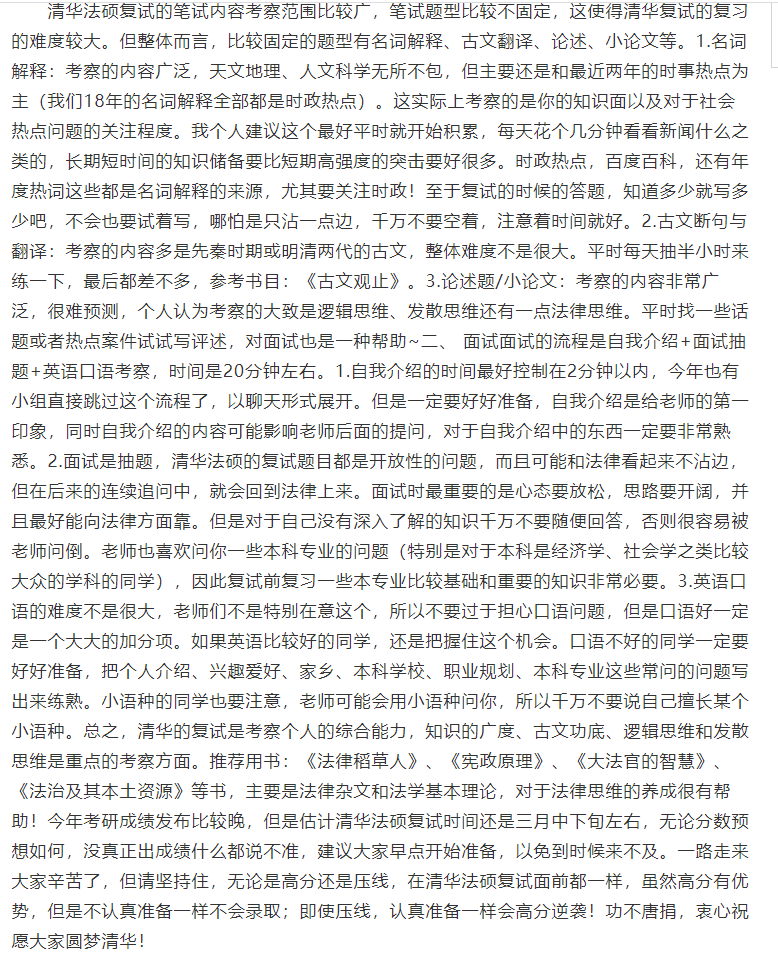 清华法硕复试的笔试内容考察范围比较广，笔试题型比较不固定，这使得清华复试的复习
的难度较大。但整体而言，比较固定的题型有名词解释、古文翻译、论述、小论文等。1.名词
解释：考察的内容广泛，天文地理、人文科学无所不包，但主要还是和最近两年的时事热点为
主（我们18年的名词解释全部都是时政热点）。这实际上考察的是你的知识面以及对于社会
热点问题的关注程度。我个人建议这个最好平时就开始积累，每天花个几分钟看看新闻什么之
类的，长期短时间的知识储备要比短期高强度的突击要好很多。时政热点，百度百科，还有年
度热词这些都是名词解释的来源，尤其要关注时政！至于复试的时候的答题，知道多少就写多
少吧，不会也要试着写，哪怕是只沾一点边，千万不要空着，注意着时间就好。2.古文断句与
翻译：考察的内容多是先秦时期或明清两代的古文，整体难度不是很大。平时每天抽半小时来
练一下，最后都差不多，参考书目：《古文观止》。3.论述题/小论文：考察的内容非常广
泛，很难预测，个人认为考察的大致是逻辑思维、发散思维还有一点法律思维。平时找一些话
题或者热点案件试试写评述，对面试也是一种帮助~二、 面试面试的流程是自我介绍+面试抽
题+英语口语考察，时间是20分钟左右。1.自我介绍的时间最好控制在2分钟以内，今年也有
小组直接跳过这个流程了，以聊天形式展开。但是一定要好好准备，自我介绍是给老师的第一
印象，同时自我介绍的内容可能影响老师后面的提问，对于自我介绍中的东西一定要非常熟
悉。2.面试是抽题，清华法硕的复试题目都是开放性的问题，而且可能和法律看起来不沾边，
但在后来的连续追问中，就会回到法律上来。面试时最重要的是心态要放松，思路要开阔，并
且最好能向法律方面靠。但是对于自己没有深入了解的知识千万不要随便回答，否则很容易被
老师问倒。老师也喜欢问你一些本科专业的问题（特别是对于本科是经济学、社会学之类比较
大众的学科的同学），因此复试前复习一些本专业比较基础和重要的知识非常必要。3.英语口
语的难度不是很大，老师们不是特别在意这个，所以不要过于担心口语问题，但是口语好一定
是一个大大的加分项。如果英语比较好的同学，还是把握住这个机会。口语不好的同学一定要
好好准备，把个人介绍、兴趣爱好、家乡、本科学校、职业规划、本科专业这些常问的问题写
出来练熟。小语种的同学也要注意，老师可能会用小语种问你，所以千万不要说自己擅长某个
小语种。总之，清华的复试是考察个人的综合能力，知识的广度、古文功底、逻辑思维和发散
思维是重点的考察方面。推荐用书：《法律稻草人》、《宪政原理》、《大法官的智慧》、
《法治及其本土资源》等书，主要是法律杂文和法学基本理论，对于法律思维的养成很有帮
助！今年考研成绩发布比较晚，但是估计清华法硕复试时间还是三月中下旬左右，无论分数预
想如何，没真正出成绩什么都说不准，建议大家早点开始准备，以免到时候来不及。一路走来
大家辛苦了，但请坚持住，无论是高分还是压线，在清华法硕复试面前都一样，虽然高分有优
势，但是不认真准备一样不会录取；即使压线，认真准备一样会高分逆袭！功不唐捐，衷心祝
愿大家圆梦清华！